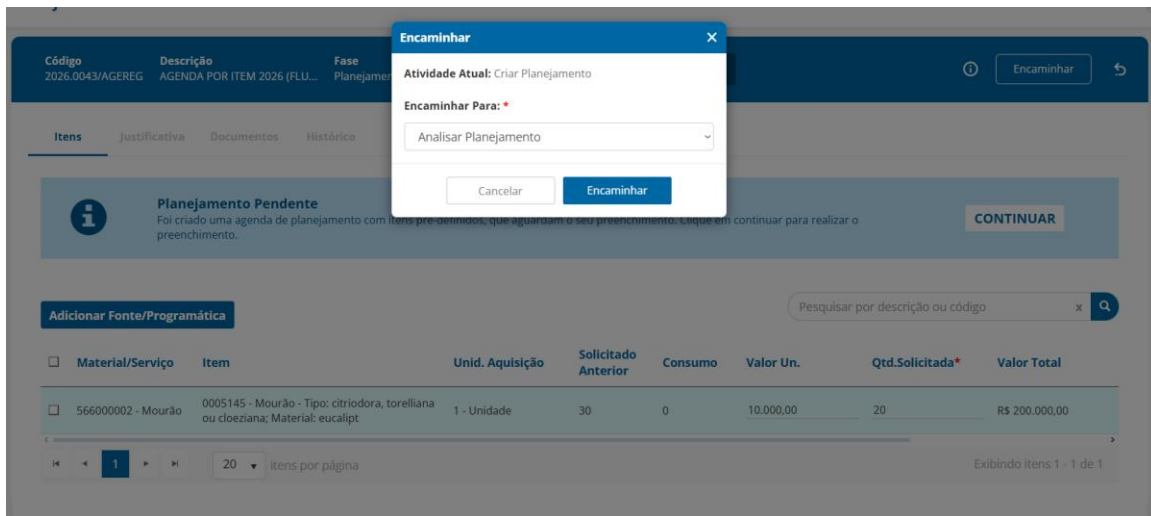 Encaminhar ×
Código Descrição Fase
2026.0043/AGEREG AGENDA POR ITEM 2026 (FLU... Planejamen
Encaminhar
Atividade Atual: Criar Planejamento
Encaminhar Para: *
Analisar Planejamento
Cancelar Encaminhar
Itens Justificativa Documentos Histórico
Planejamento Pendente
Foi criado uma agenda de planejamento com itens pré-definidos, que aguardam o seu preenchimento. Clique em continuar para realizar o
preenchimento.
CONTINUAR
Adicionar Fonte/Programática
Pesquisar por descrição ou código x
Material/Serviço Item Unid. Aquisição Solicitado Anterior Consumo Valor Un. Qtd.Solicitada* Valor Total
566000002 - Mourão 0005145 - Mourão - Tipo: citriodora, torelliana ou cloeziana; Material: eucalipt 1 - Unidade 30 0 10.000,00 20 R$ 200.000,00
1 20 itens por página Exibindo itens 1 - 1 de 1